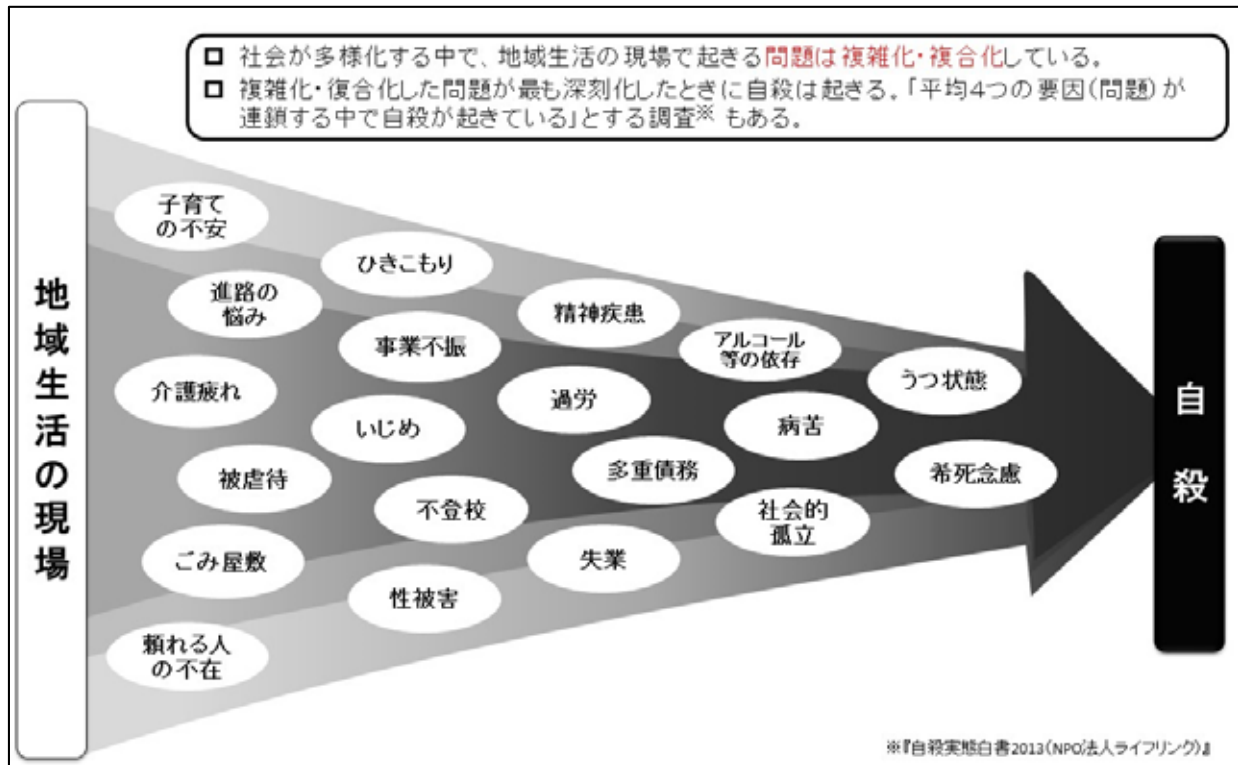 □ 社会が多様化する中で、地域生活の現場で起きる問題は複雑化・複合化している。
□ 複雑化・復合化した問題が最も深刻化したときに自殺は起きる。「平均4つの要因(問題)が
連鎖する中で自殺が起きている」とする調査※ もある。
地域生活の現場
子育て
の不安
ひきこもり
進路の
悩み
精神疾患
事業不振
アルコール
等の依存
うつ状態
介護疲れ
過労
いじめ
病苦
被虐待
多重債務
希死念慮
不登校
社会的
孤立
ごみ屋敷
失業
性被害
頼れる人
の不在
自殺
※『自殺実態白書2013(NPO法人ライフリンク)』